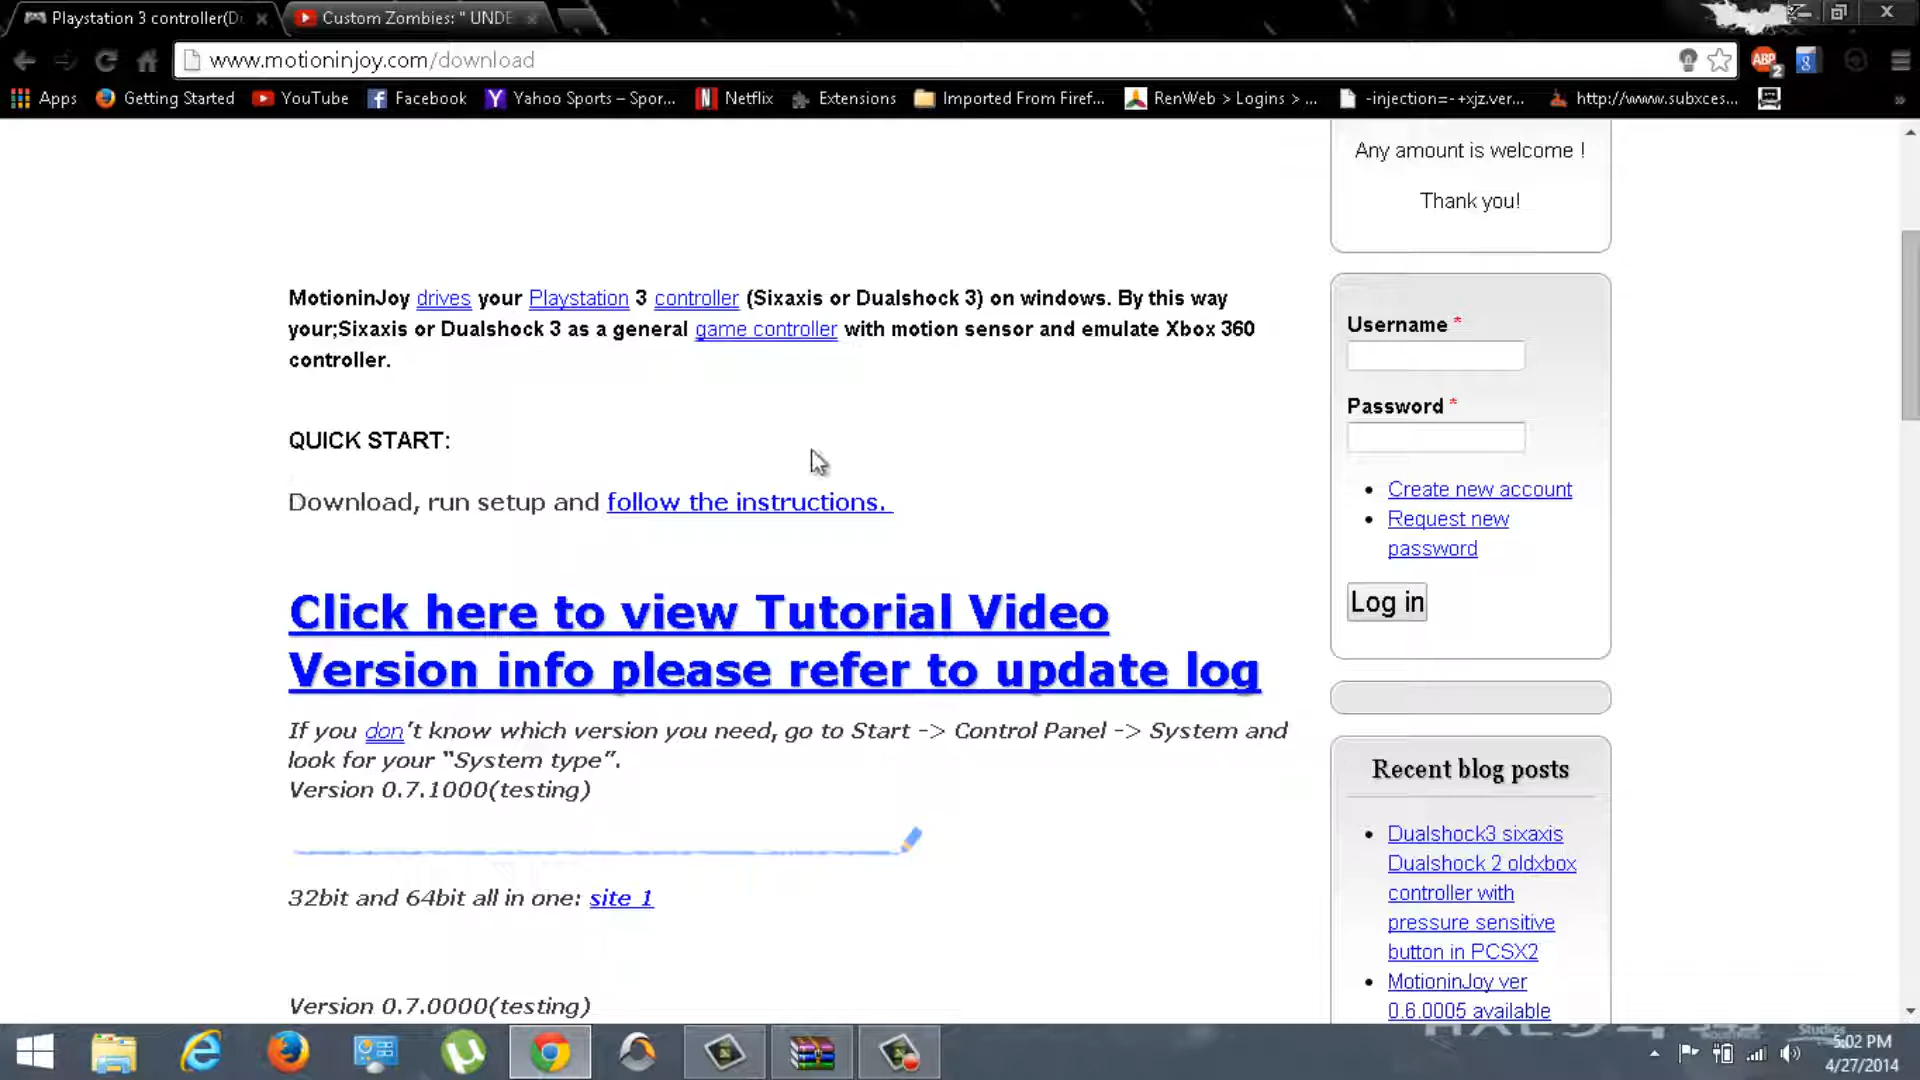 Playstation 3 controller(D
Custom Zombies: " UNDE
www.motioninjoy.com/download
ABP
2
g
Apps
Getting Started
YouTube
Facebook
Yahoo Sports – Spor...
Netflix
Extensions
Imported From Firef...
RenWeb > Logins > ...
-injection=-+xjz.ver...
http://www.subxces...
»
Any amount is welcome !
Thank you!
MotioninJoy drives your Playstation 3 controller (Sixaxis or Dualshock 3) on windows. By this way
your;Sixaxis or Dualshock 3 as a general game controller with motion sensor and emulate Xbox 360
controller.
QUICK START:
Download, run setup and follow the instructions.
Click here to view Tutorial Video
Version info please refer to update log
If you don't know which version you need, go to Start -> Control Panel -> System and
look for your "System type".
Version 0.7.1000(testing)
32bit and 64bit all in one: site 1
Version 0.7.0000(testing)
Username *
Password *
Create new account
Request new
password
Log in
Recent blog posts
Dualshock3 sixaxis
Dualshock 2 oldxbox
controller with
pressure sensitive
button in PCSX2
MotioninJoy ver
0.6.0005 available
Studios
5:02 PM
4/27/2014